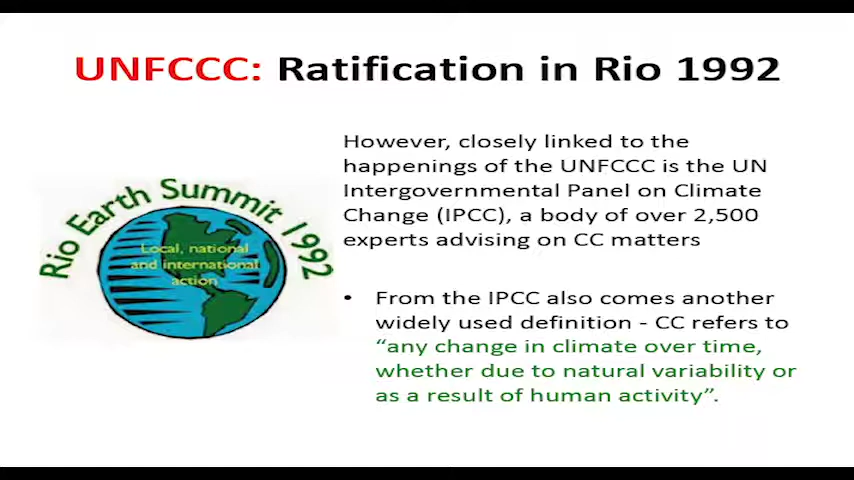 UNFCCC: Ratification in Rio 1992
However, closely linked to the
happenings of the UNFCCC is the UN
Intergovernmental Panel on Climate
Change (IPCC), a body of over 2,500
experts advising on CC matters
• From the IPCC also comes another
widely used definition - CC refers to
“any change in climate over time,
whether due to natural variability or
as a result of human activity”.
Rio Earth Summit 1992
Local, national
and international
action